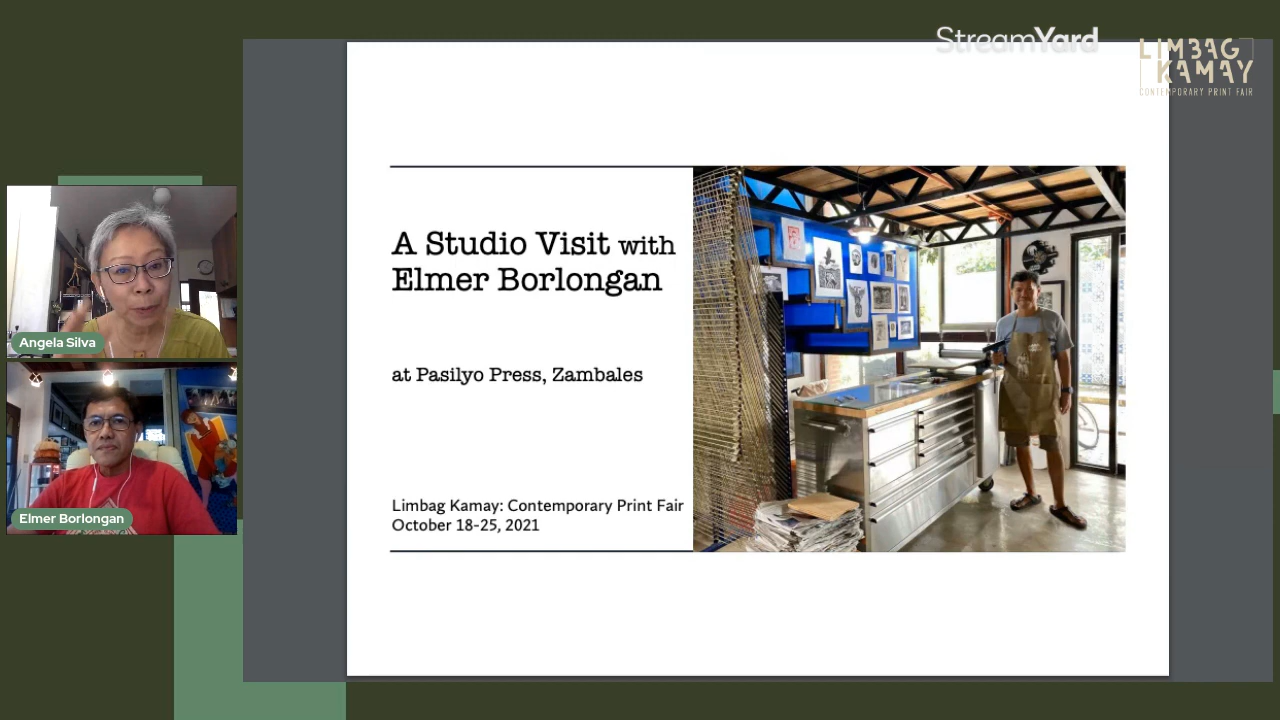 StreamYard
LIMBAG
KAMAY
CONTEMPORARY PRINT FAIR
A Studio Visit with
Elmer Borlongan
at Pasilyo Press, Zambales
Limbag Kamay: Contemporary Print Fair
October 18-25, 2021
Angela Silva
Elmer Borlongan